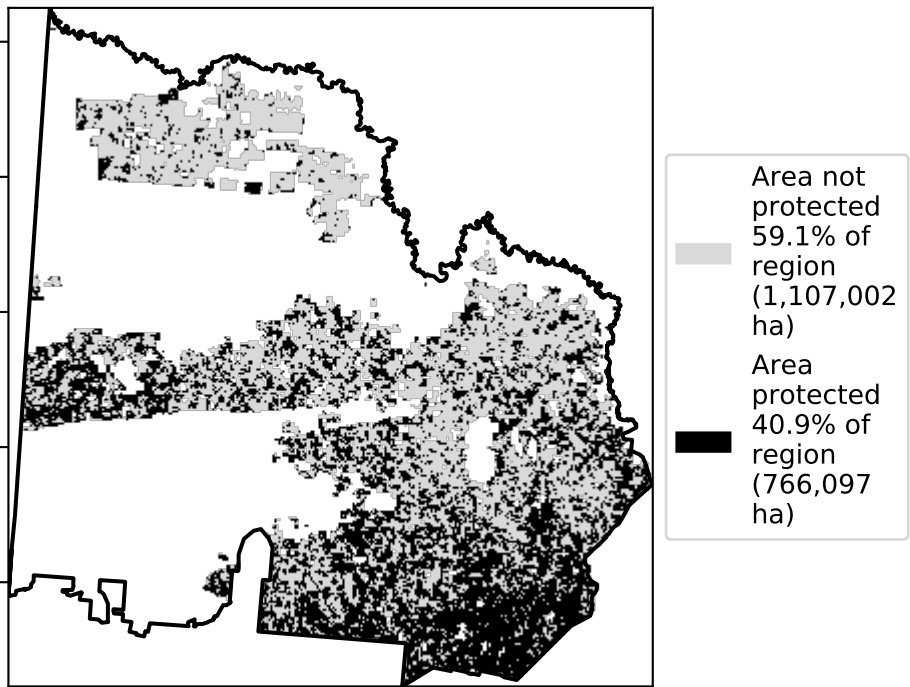 Area not
protected
59.1% of
region
(1,107,002
ha)
Area
protected
40.9% of
region
(766,097
ha)